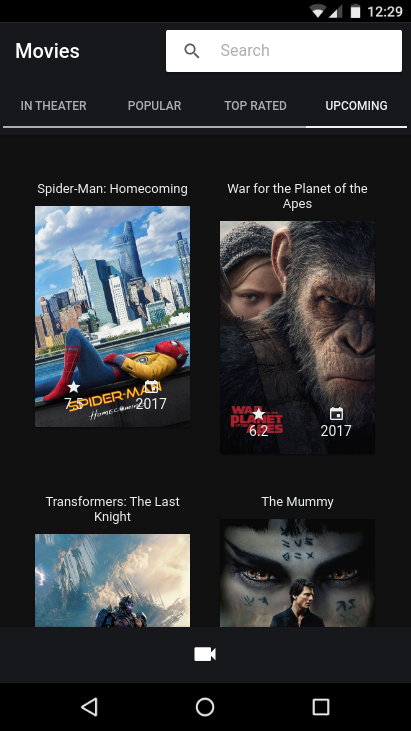 12:29
Movies
Search
IN THEATER
POPULAR
TOP RATED
UPCOMING
Spider-Man: Homecoming
SPIDER-MAN
HOMECOMING
7.5
2017
War for the Planet of the
Apes
WAR
PLANET
APES
6.2
2017
Transformers: The Last
Knight
The Mummy